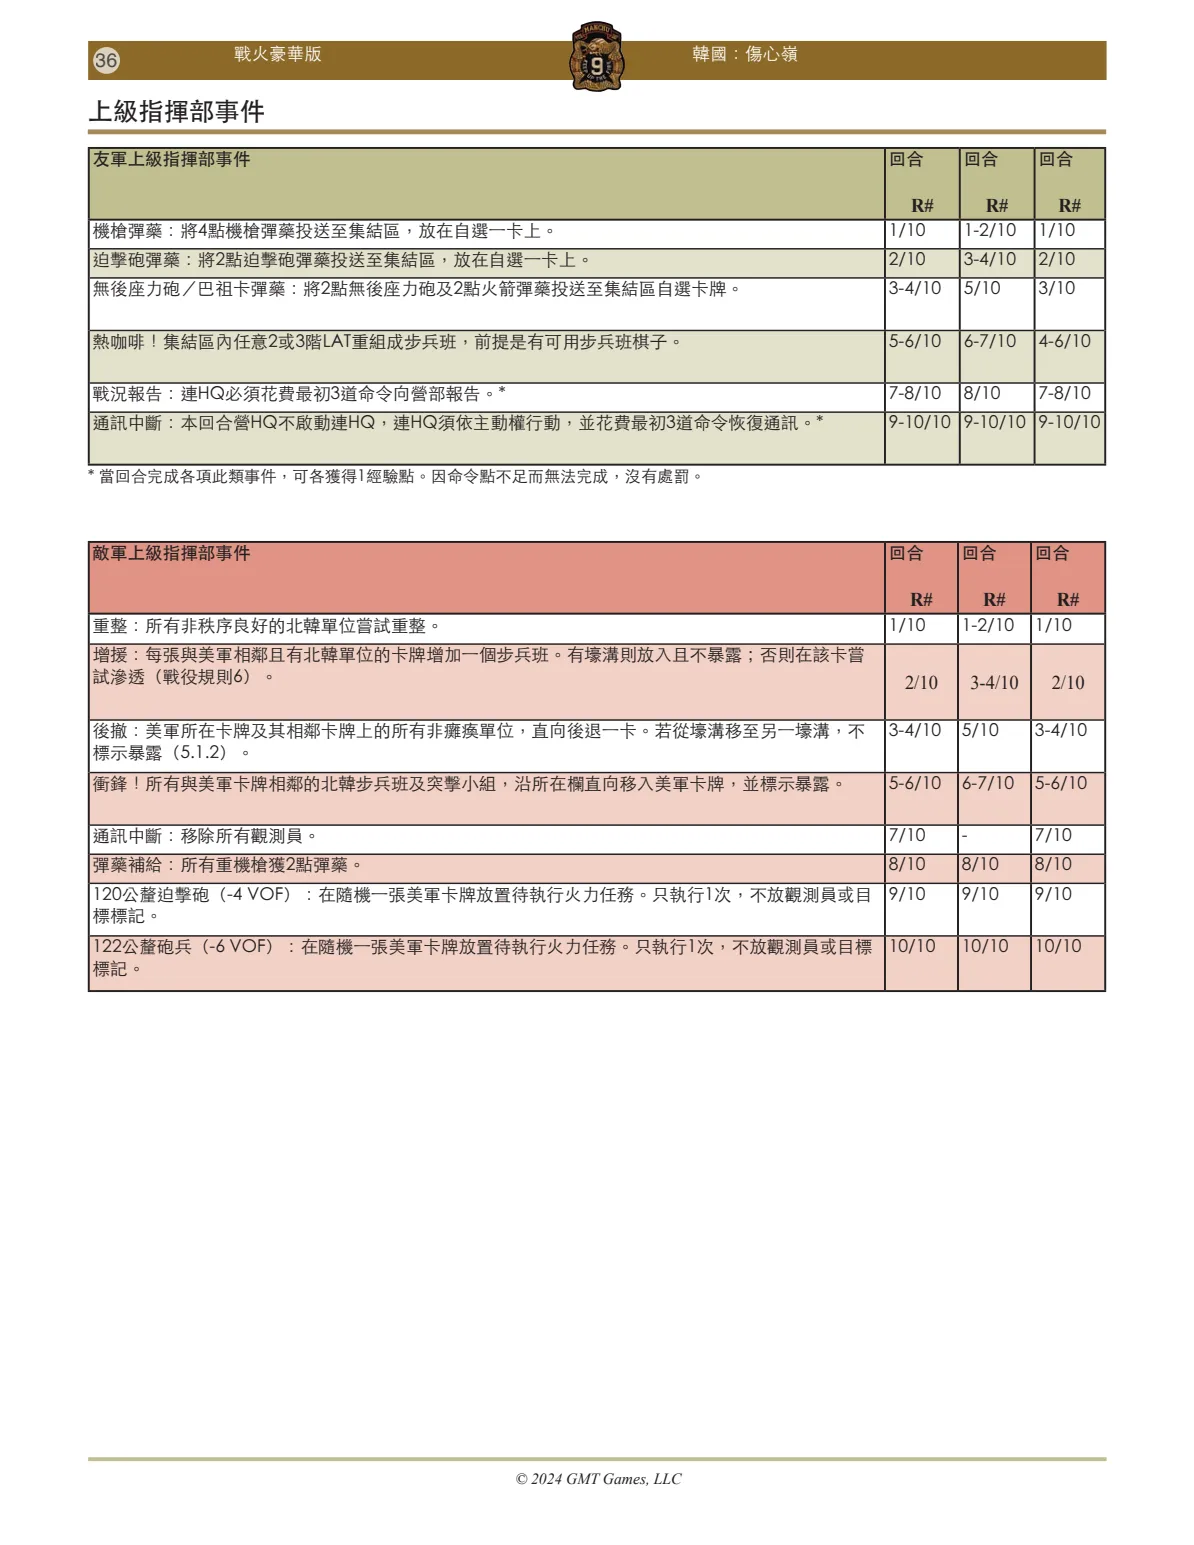 36
戰火豪華版
MANCHU
9
韓國：傷心嶺
上級指揮部事件
友軍上級指揮部事件 回合 R# 回合 R# 回合 R#
機槍彈藥：將4點機槍彈藥投送至集結區，放在自選一卡上。 1/10 1-2/10 1/10
迫擊砲彈藥：將2點迫擊砲彈藥投送至集結區，放在自選一卡上。 2/10 3-4/10 2/10
無後座力砲／巴祖卡彈藥：將2點無後座力砲及2點火箭彈藥投送至集結區自選卡牌。 3-4/10 5/10 3/10
熱咖啡！集結區內任意2或3階LAT重組成步兵班，前提是有可用步兵班棋子。 5-6/10 6-7/10 4-6/10
戰況報告：連HQ必須花費最初3道命令向營部報告。* 7-8/10 8/10 7-8/10
通訊中斷：本回合營HQ不啟動連HQ，連HQ須依主動權行動，並花費最初3道命令恢復通訊。* 9-10/10 9-10/10 9-10/10
* 當回合完成各項此類事件，可各獲得1經驗點。因命令點不足而無法完成，沒有處罰。
敵軍上級指揮部事件 回合 R# 回合 R# 回合 R#
重整：所有非秩序良好的北韓單位嘗試重整。 1/10 1-2/10 1/10
增援：每張與美軍相鄰且有北韓單位的卡牌增加一個步兵班。有壕溝則放入且不暴露；否則在該卡嘗
試滲透（戰役規則6）。 2/10 3-4/10 2/10
後撤：美軍所在卡牌及其相鄰卡牌上的所有非癱瘓單位，直向後退一卡。若從壕溝移至另一壕溝，不 3-4/10 5/10 3-4/10
標示暴露（5.1.2）。
衝鋒！所有與美軍卡牌相鄰的北韓步兵班及突擊小組，沿所在欄直向移入美軍卡牌，並標示暴露。 5-6/10 6-7/10 5-6/10
通訊中斷：移除所有觀測員。 7/10 - 7/10
彈藥補給：所有重機槍獲2點彈藥。 8/10 8/10 8/10
120公釐迫擊砲（-4 VOF）：在隨機一張美軍卡牌放置待執行火力任務。只執行1次，不放觀測員或目 9/10 9/10 9/10
標標記。
122公釐砲兵（-6 VOF）：在隨機一張美軍卡牌放置待執行火力任務。只執行1次，不放觀測員或目標 10/10 10/10 10/10
標記。
© 2024 GMT Games, LLC